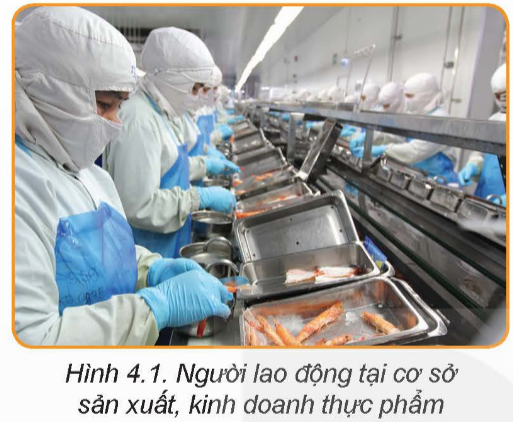 Hình 4.1. Người lao động tại cơ sở
sản xuất, kinh doanh thực phẩm